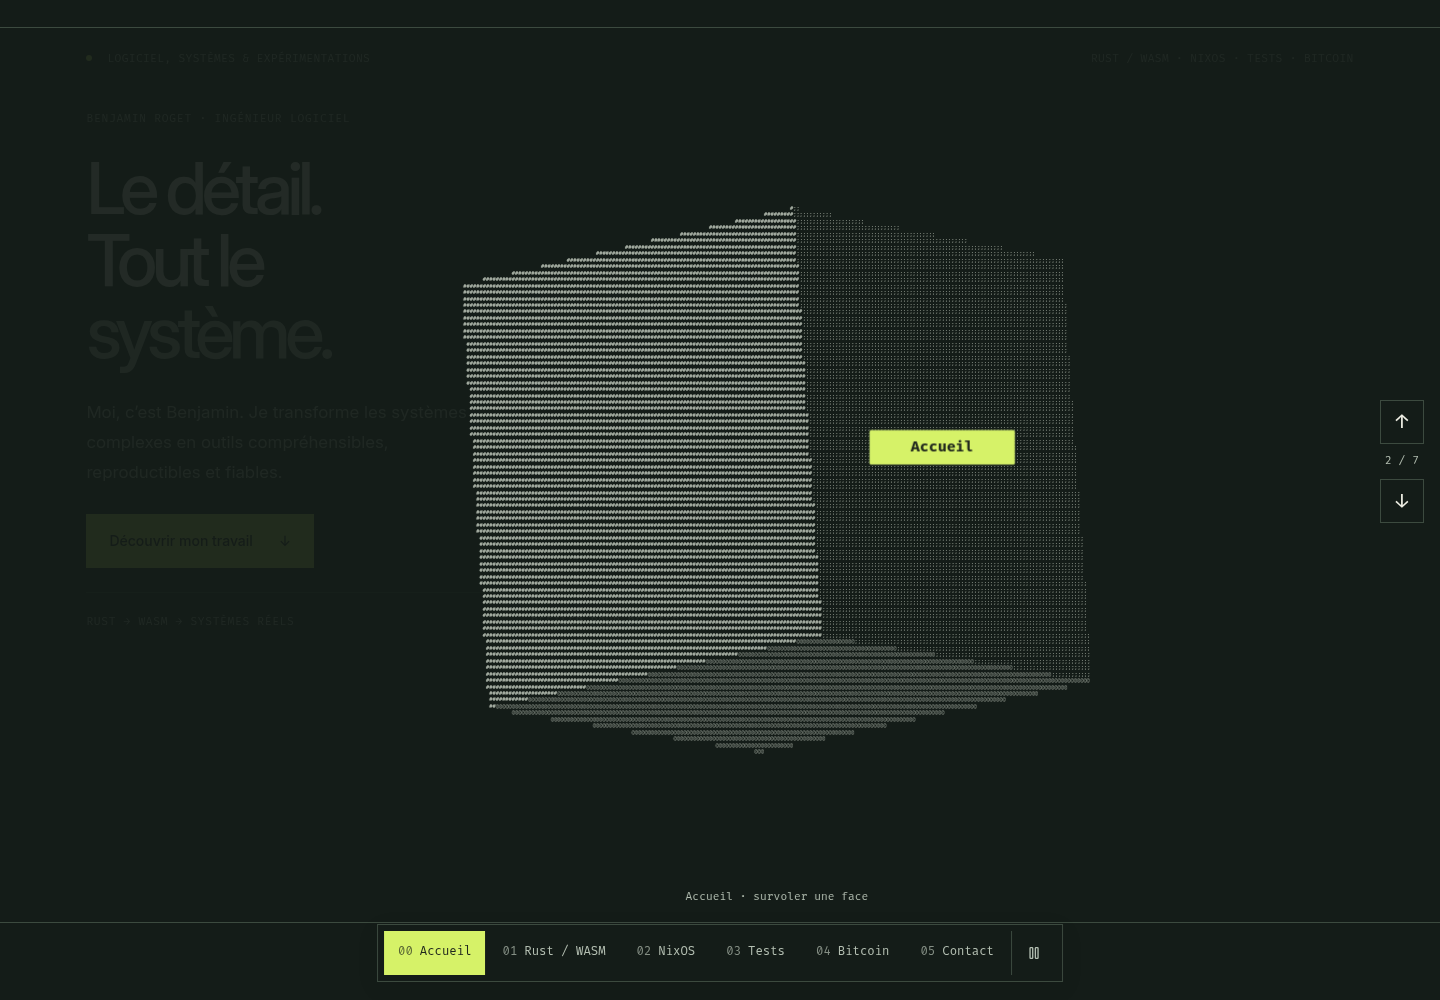 LOGICIEL, SYSTÈMES & EXPÉRIMENTATIONS
RUST / WASM · NIXOS · TESTS · BITCOIN
BENJAMIN ROGET · INGÉNIEUR LOGICIEL
Le détail.
Tout le
système.
Moi, c'est Benjamin. Je transforme les systèmes
complexes en outils compréhensibles,
reproductibles et fiables.
Découvrir mon travail ↓
RUST → WASM → SYSTÈMES RÉELS
Accueil
↑
2 / 7
↓
Accueil · survoler une face
00 Accueil 01 Rust / WASM 02 NixOS 03 Tests 04 Bitcoin 05 Contact